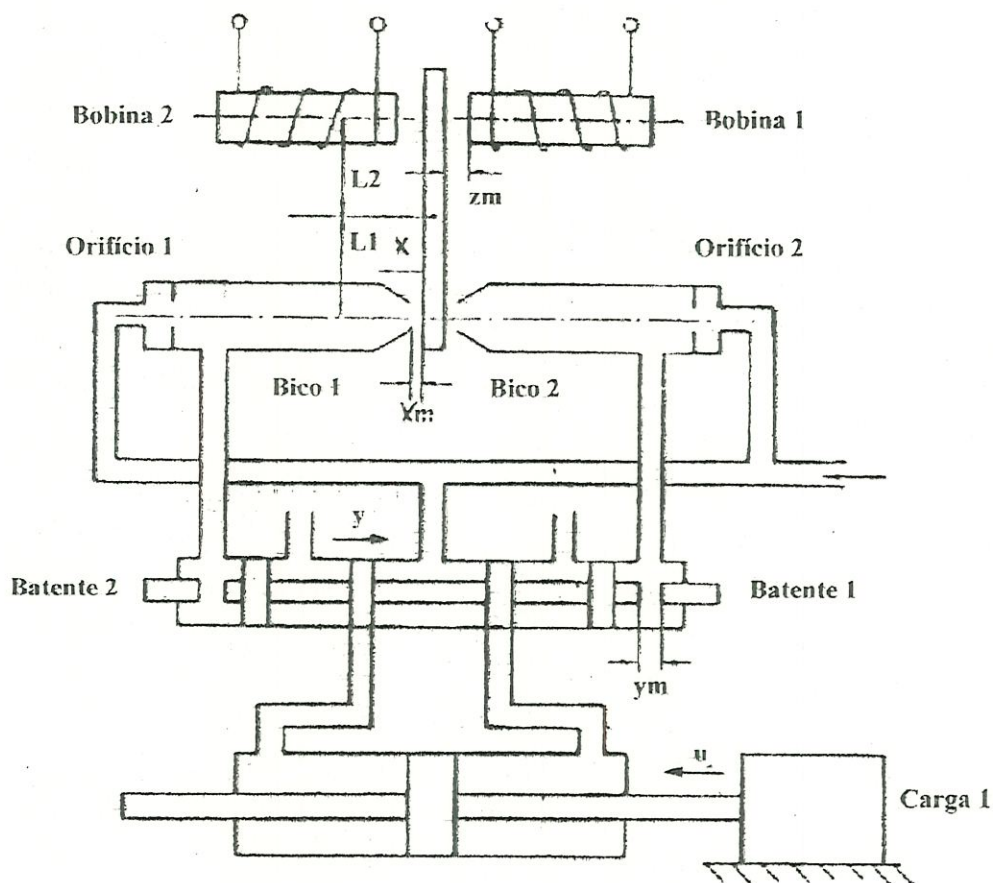 Bobina 2
Bobina 1
L2
zm
Orifício 1
L1
X
Orifício 2
Bico 1
Bico 2
Xm
y
Batente 2
Batente 1
ym
u
Carga 1